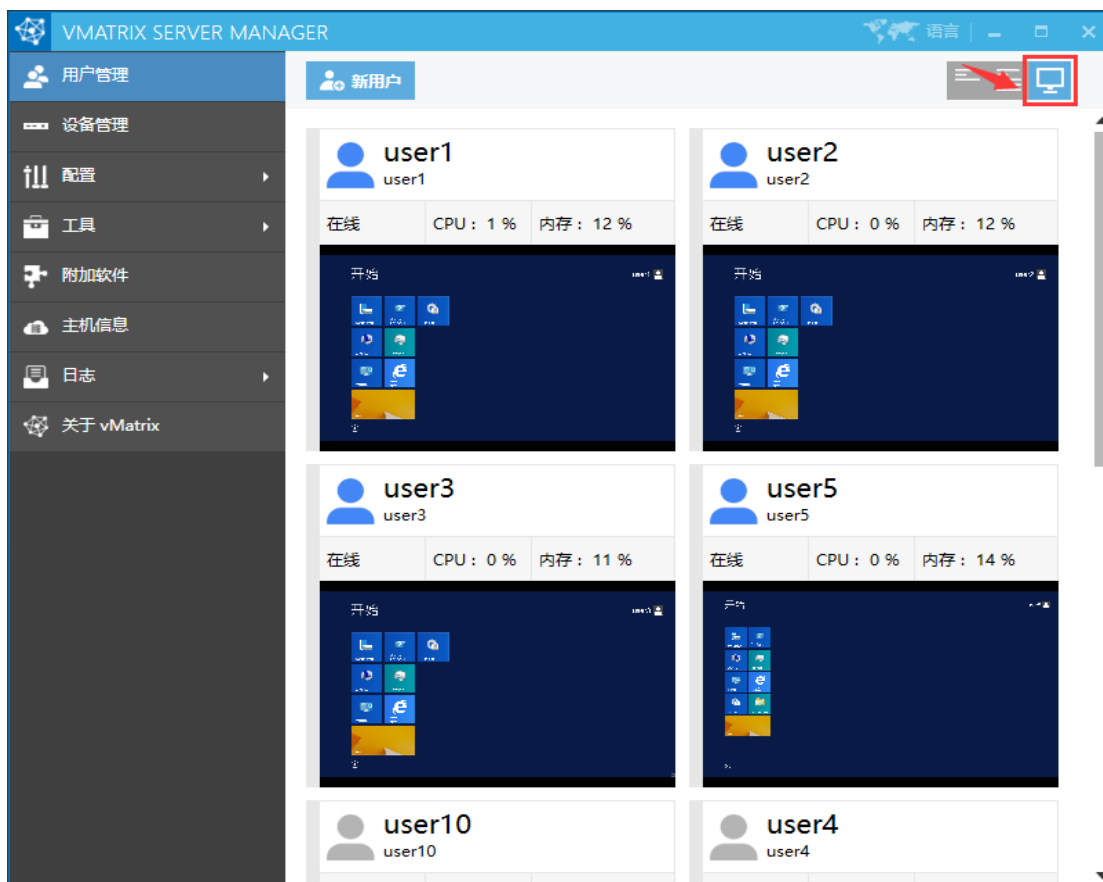 VMATRIX SERVER MANAGER
语言
用户管理
设备管理
配置
工具
附加软件
主机信息
日志
关于 vMatrix
新用户
user1
user1
在线 CPU： 1 % 内存： 12 %
开始
user2
user2
在线 CPU： 0 % 内存： 12 %
开始
user3
user3
在线 CPU： 0 % 内存： 11 %
开始
user5
user5
在线 CPU： 0 % 内存： 14 %
开始
user10
user10
user4
user4